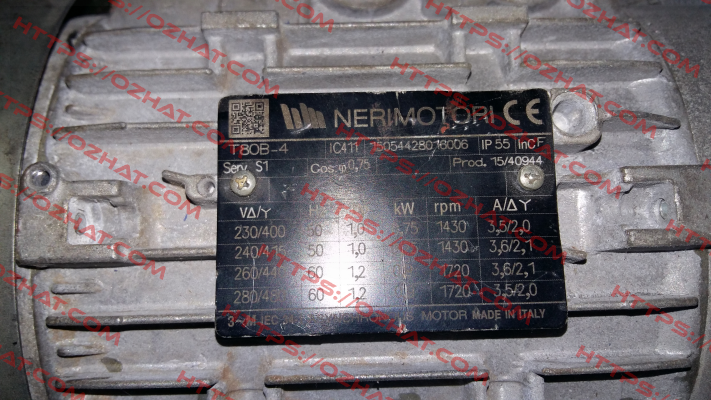 NERIMOTORI CE
T80B-4 IC411 IP 55 InCF
Serv. S1 Cos φ 0,75 Prod. 15/40944
VΔ/Y kW rpm A/ΔY
230/400 50 1,0 1430 3,5/2,0
50 1,0 1430 3,6/2,1
60 1,2 1720 3,6/2,1
60 1,2 1720 3,5/2,0
3~M MOTOR MADE IN ITALY
HTTPS://OZHAT.COM